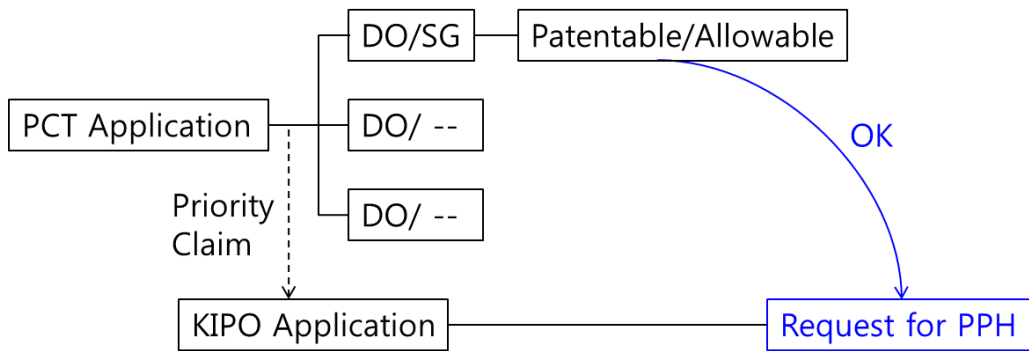 DO/SG
Patentable/Allowable
PCT Application
DO/ --
OK
Priority
Claim
DO/ --
KIPO Application
Request for PPH